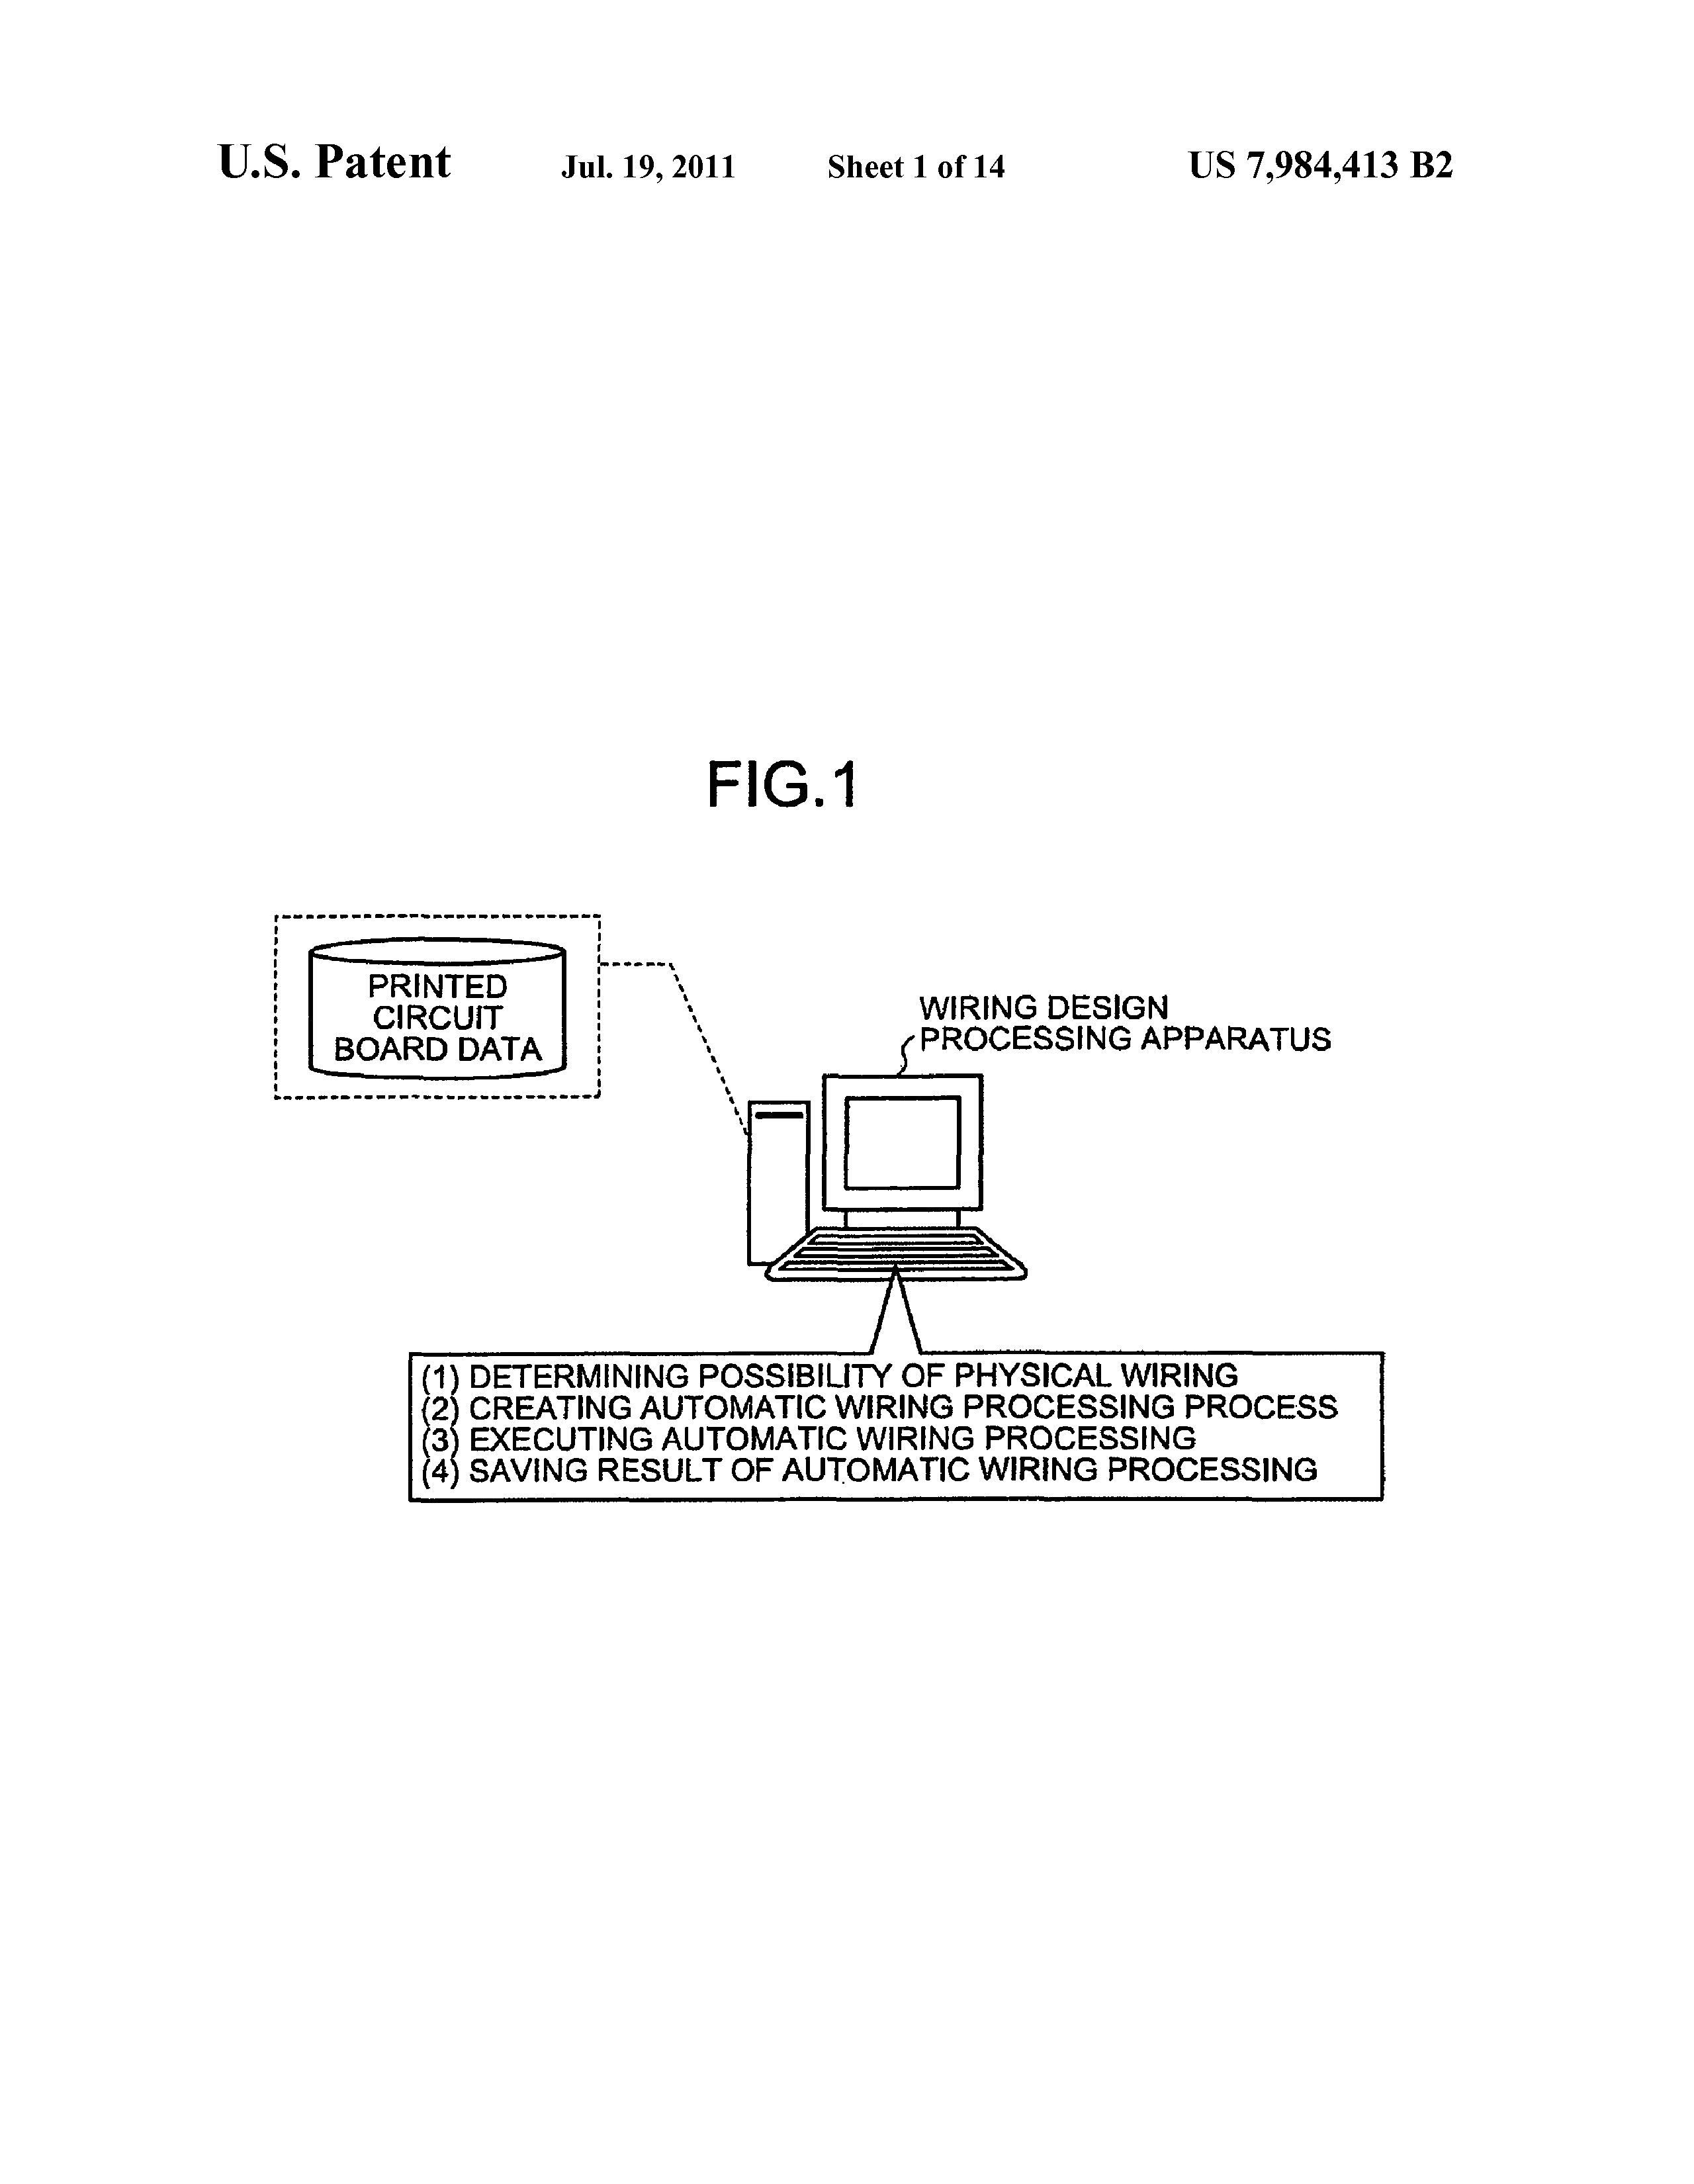 U.S. Patent Jul. 19, 2011 Sheet 1 of 14 US 7,984,413 B2
FIG.1
PRINTED
CIRCUIT
BOARD DATA
WIRING DESIGN
PROCESSING APPARATUS
(1) DETERMINING POSSIBILITY OF PHYSICAL WIRING
(2) CREATING AUTOMATIC WIRING PROCESSING PROCESS
(3) EXECUTING AUTOMATIC WIRING PROCESSING
(4) SAVING RESULT OF AUTOMATIC WIRING PROCESSING